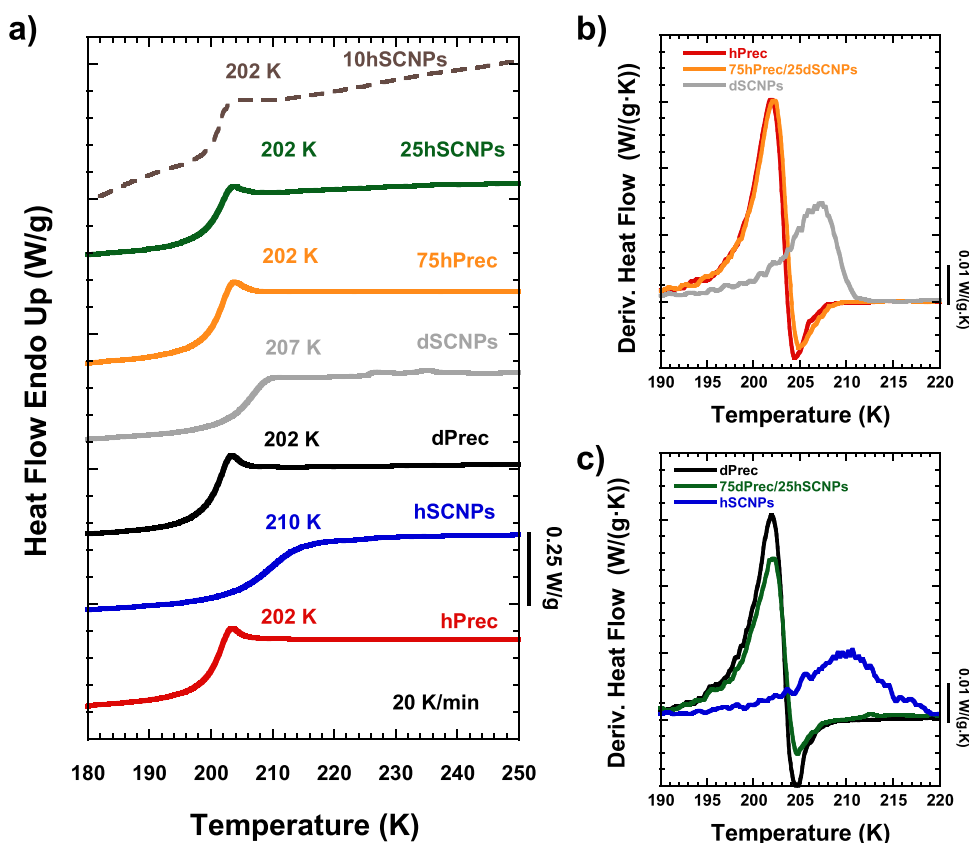 a)
Heat Flow Endo Up (W/g)
10hSCNPs
202 K
202 K
25hSCNPs
202 K
75hPrec
207 K
dSCNPs
202 K
dPrec
210 K
hSCNPs
202 K
hPrec
20 K/min
0.25 W/g
180 190 200 210 220 230 240 250
Temperature (K)
b)
Deriv. Heat Flow (W/(g·K))
hPrec
75hPrec/25dSCNPs
dSCNPs
0.01 W/(g.K)
190 195 200 205 210 215 220
Temperature (K)
c)
Deriv. Heat Flow (W/(g·K))
dPrec
75dPrec/25hSCNPs
hSCNPs
0.01 W/(g.K)
190 195 200 205 210 215 220
Temperature (K)